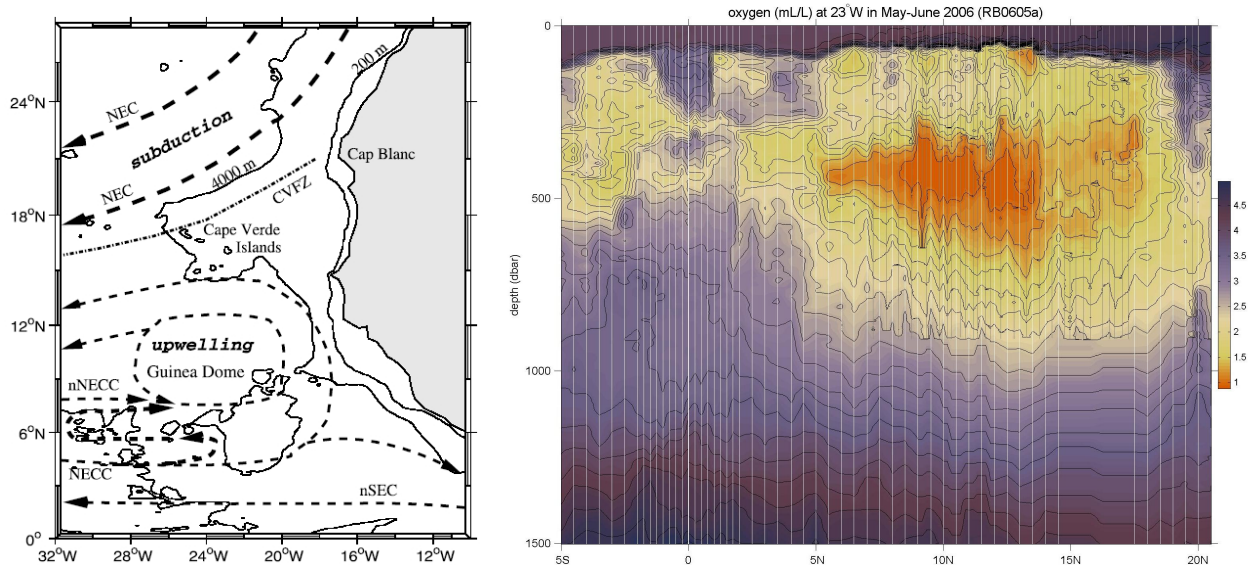 24°N
18°N
12°N
6°N
0°
32°W
28°W
24°W
20°W
16°W
12°W
NEC
subduction
NEC
4000 m
200 m
Cap Blanc
CVFZ
Cape Verde
Islands
upwelling
Guinea Dome
nNECC
NECC
nSEC
oxygen (mL/L) at 23°W in May-June 2006 (RB0605a)
depth (dbar)
0
500
1000
1500
5S
0
5N
10N
15N
20N
4.5
4
3.5
3
2.5
2
1.5
1